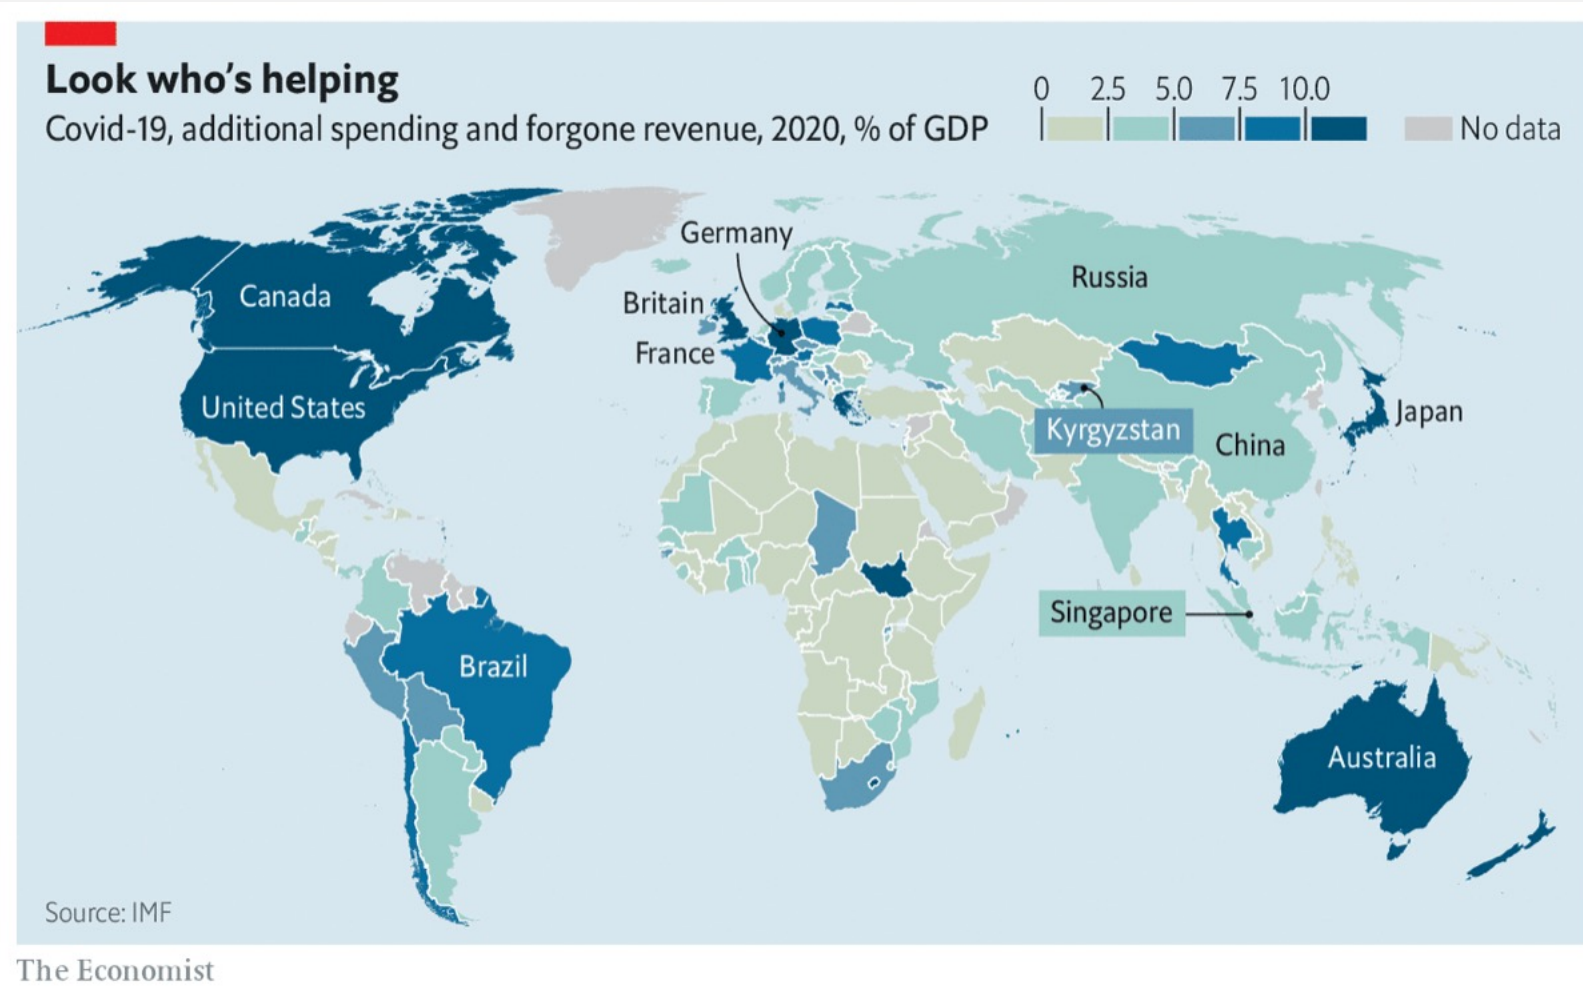 Look who's helping
Covid-19, additional spending and forgone revenue, 2020, % of GDP
0 2.5 5.0 7.5 10.0
No data
Germany
Britain
France
Canada
United States
Russia
Japan
Kyrgyzstan
China
Singapore
Brazil
Australia
Source: IMF
The Economist